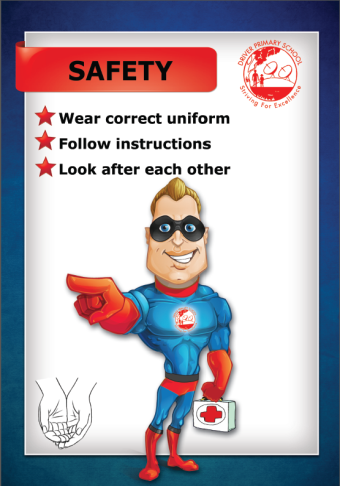 DRIVER PRIMARY SCHOOL
Striving For Excellence
SAFETY
Wear correct uniform
Follow instructions
Look after each other